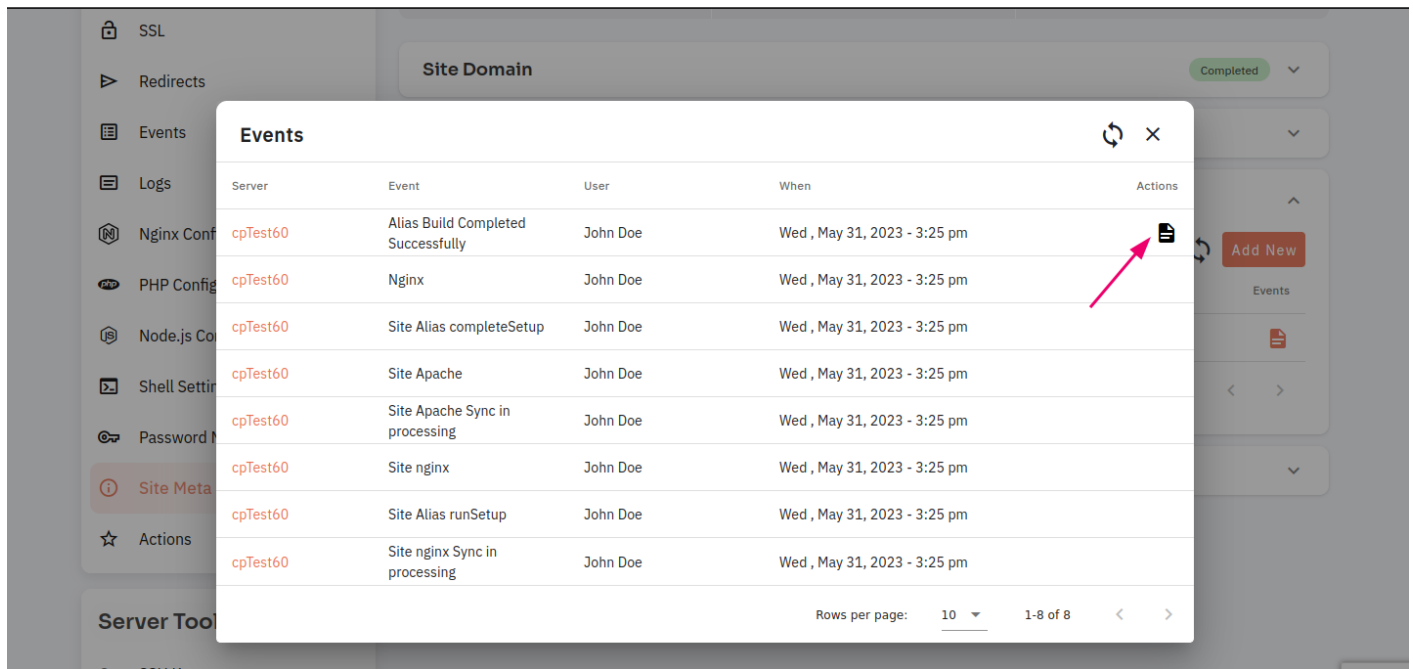 SSL
Redirects
Events
Logs
Nginx Conf
PHP Config
Node.js Co
Shell Settin
Password
Site Meta
Actions
Server Tool
Site Domain
Completed
Add New
Events
Events
Server Event User When Actions
cpTest60 Alias Build Completed Successfully John Doe Wed , May 31, 2023 - 3:25 pm
cpTest60 Nginx John Doe Wed , May 31, 2023 - 3:25 pm
cpTest60 Site Alias completeSetup John Doe Wed , May 31, 2023 - 3:25 pm
cpTest60 Site Apache John Doe Wed , May 31, 2023 - 3:25 pm
cpTest60 Site Apache Sync in processing John Doe Wed , May 31, 2023 - 3:25 pm
cpTest60 Site nginx John Doe Wed , May 31, 2023 - 3:25 pm
cpTest60 Site Alias runSetup John Doe Wed , May 31, 2023 - 3:25 pm
cpTest60 Site nginx Sync in processing John Doe Wed , May 31, 2023 - 3:25 pm
Rows per page: 10 1-8 of 8